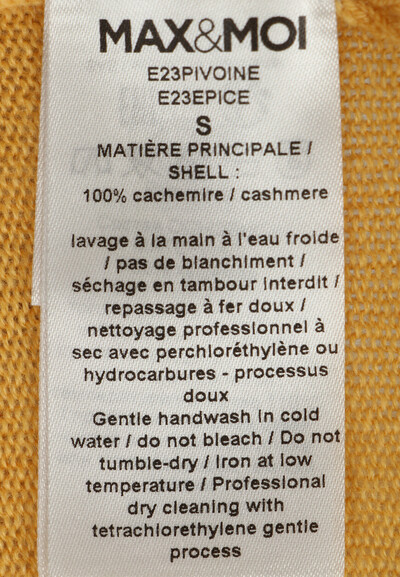 MAX&MOI
E23PIVOINE
E23EPICE
S
MATIÈRE PRINCIPALE /
SHELL :
100% cachemire / cashmere
lavage à la main à l'eau froide
/ pas de blanchiment /
séchage en tambour interdit /
repassage à fer doux /
nettoyage professionnel à
sec avec perchloréthylène ou
hydrocarbures - processus
doux
Gentle handwash in cold
water / do not bleach / Do not
tumble-dry / Iron at low
temperature / Professional
dry cleaning with
tetrachlorethylene gentle
process